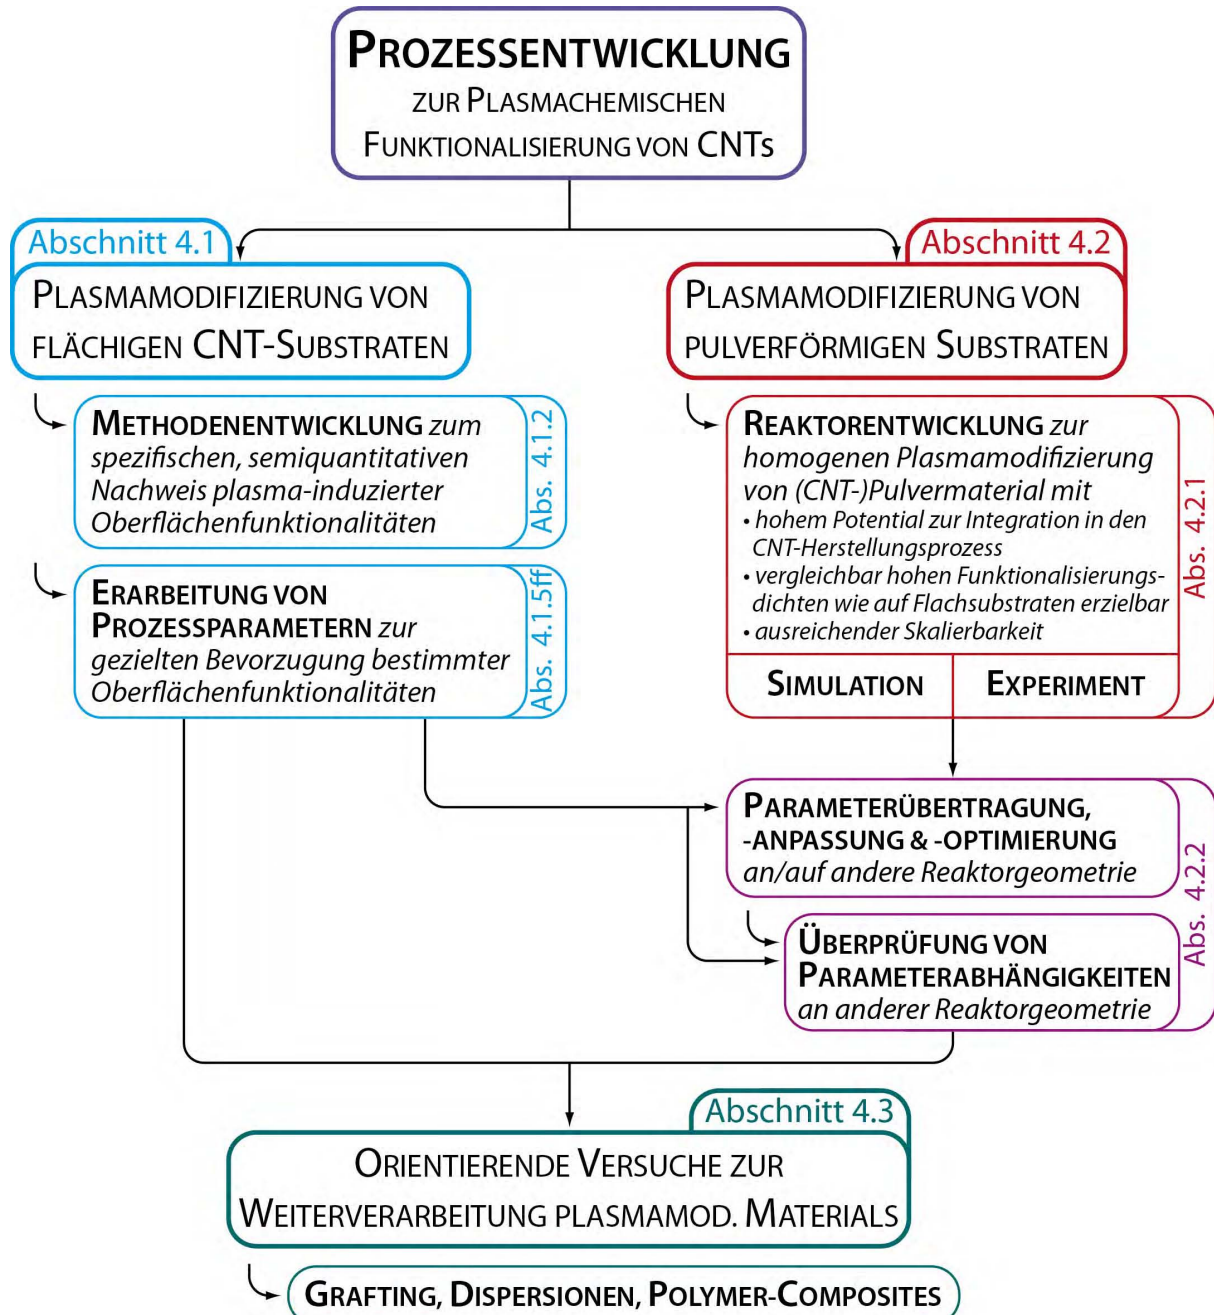 PROZESSENTWICKLUNG
ZUR PLASMACHEMISCHEN
FUNKTIONALISIERUNG VON CNTs
Abschnitt 4.1
PLASMAMODIFIZIERUNG VON
FLÄCHIGEN CNT-SUBSTRATEN
METHODENENTWICKLUNG zum
spezifischen, semiquantitativen
Nachweis plasma-induzierter
Oberflächenfunktionalitäten
Abs. 4.1.2
ERARBEITUNG VON
PROZESSPARAMETERN zur
gezielten Bevorzugung bestimmter
Oberflächenfunktionalitäten
Abs. 4.1.5ff
Abschnitt 4.2
PLASMAMODIFIZIERUNG VON
PULVERFÖRMIGEN SUBSTRATEN
REAKTORENTWICKLUNG zur
homogenen Plasmamodifizierung
von (CNT-)Pulvermaterial mit
• hohem Potential zur Integration in den
CNT-Herstellungsprozess
• vergleichbar hohen Funktionalisierungs-
dichten wie auf Flachsubstraten erzielbar
• ausreichender Skalierbarkeit
SIMULATION
EXPERIMENT
Abs. 4.2.1
PARAMETERÜBERTRAGUNG,
-ANPASSUNG & -OPTIMIERUNG
an/auf andere Reaktorgeometrie
ÜBERPRÜFUNG VON
PARAMETERABHÄNGIGKEITEN
an anderer Reaktorgeometrie
Abs. 4.2.2
Abschnitt 4.3
ORIENTIERENDE VERSUCHE ZUR
WEITERVERARBEITUNG PLASMAMOD. MATERIALS
GRAFTING, DISPERSIONEN, POLYMER-COMPOSITES